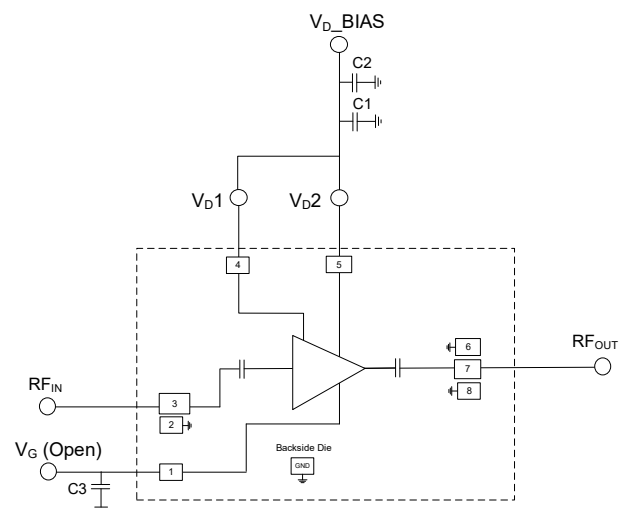 V_D_BIAS
C2
C1
V_D1
V_D2
4
5
6
RF_OUT
7
RF_IN
3
8
2
V_G (Open)
Backside Die
1
GND
C3